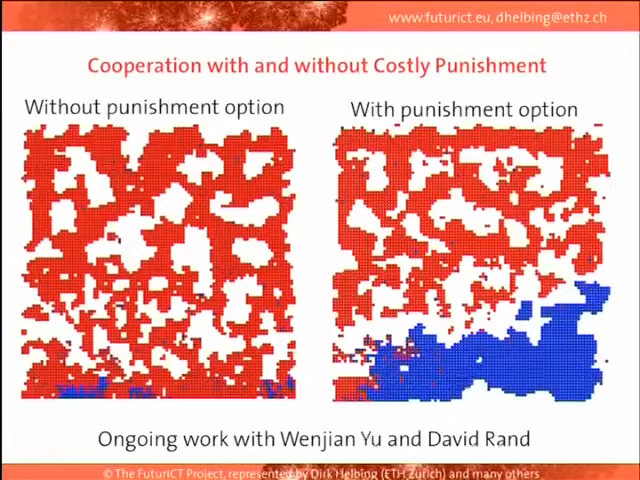 www.futurict.eu, dhelbing@ethz.ch
Cooperation with and without Costly Punishment
Without punishment option
With punishment option
Ongoing work with Wenjian Yu and David Rand
© The FuturICT Project, represented by Dirk Helbing (ETH Zurich) and many others